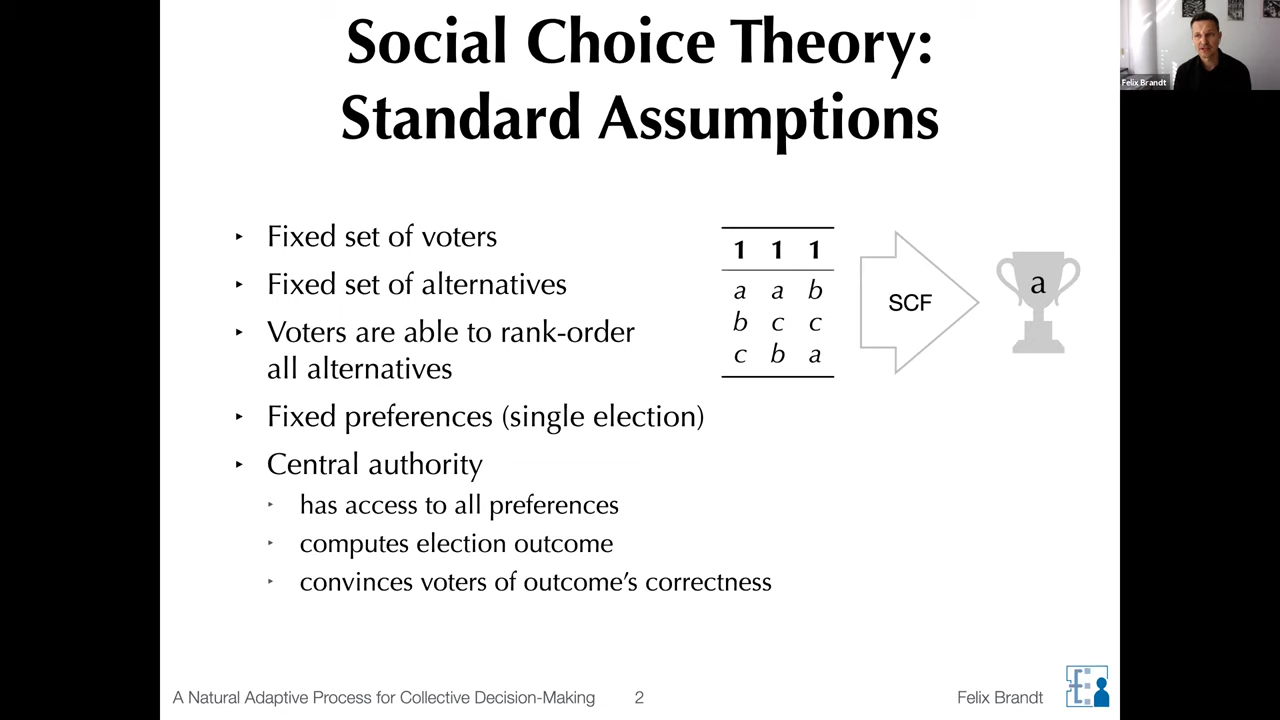 Social Choice Theory:
Standard Assumptions
Felix Brandt
‣ Fixed set of voters
‣ Fixed set of alternatives
‣ Voters are able to rank-order
all alternatives
‣ Fixed preferences (single election)
‣ Central authority
‣ has access to all preferences
‣ computes election outcome
‣ convinces voters of outcome's correctness
1 1 1
a a b
b c c
c b a
SCF
a
A Natural Adaptive Process for Collective Decision-Making 2 Felix Brandt